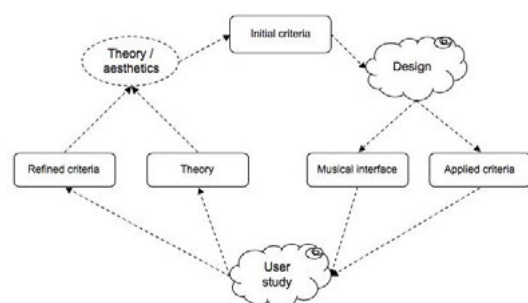 Initial criteria
Theory /
aesthetics
Design
Refined criteria
Theory
Musical interface
Applied criteria
User
study